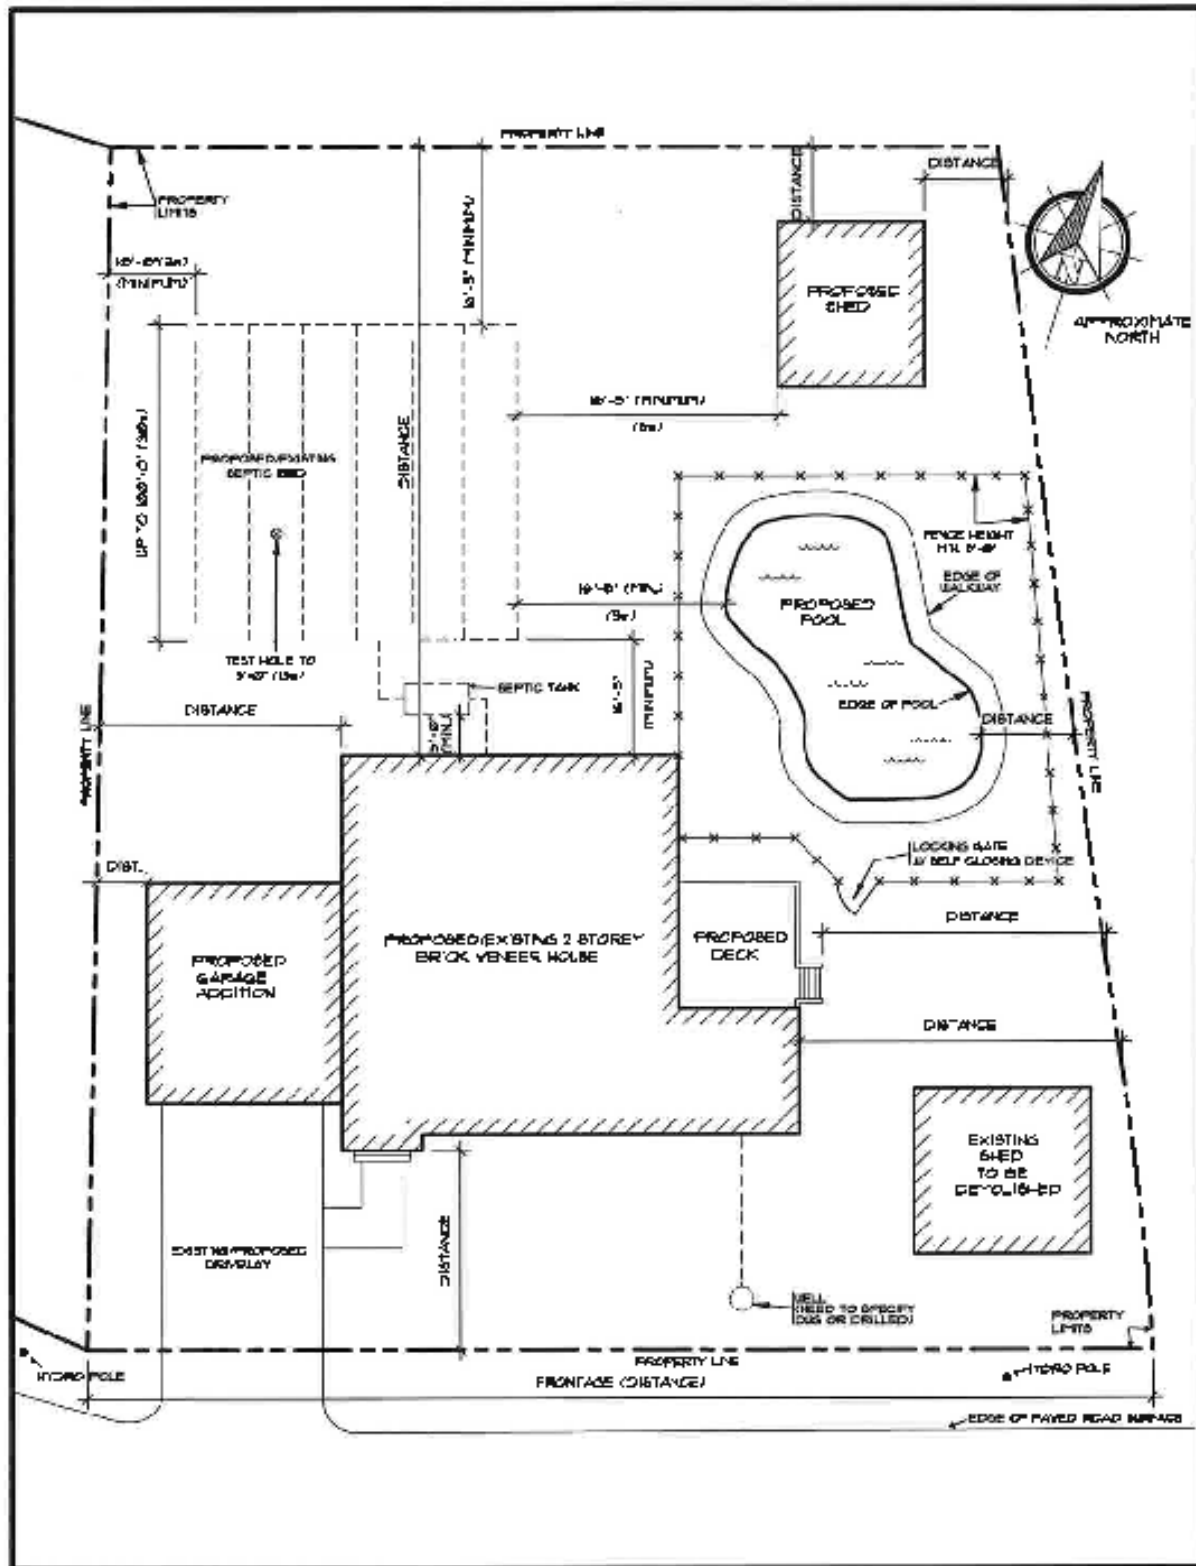 PROPERTY LINE
DISTANCE
DISTANCE
PROPERTY
LIMITS
(MINIMUM)
(MINIMUM)
PROPOSED
SHED
APPROXIMATE
NORTH
(MINIMUM)
DISTANCE
PROPOSED/EXISTING
SEPTIC BED
UP TO
FENCE HEIGHT
EDGE OF
WALKWAY
PROPOSED
POOL
TEST HOLE TO
SEPTIC TANK
(MINIMUM)
(MIN.)
EDGE OF POOL
DISTANCE
DISTANCE
PROPERTY LINE
PROPERTY LINE
DIST.
LOCKING GATE
W/ SELF CLOSING DEVICE
DISTANCE
PROPOSED
GARAGE
ADDITION
PROPOSED/EXISTING 2 STOREY
BRICK VENEER HOUSE
PROPOSED
DECK
DISTANCE
EXISTING
SHED
TO BE
DEMOLISHED
EXISTING/PROPOSED
DRIVEWAY
DISTANCE
WELL
(NEED TO SPECIFY
DUG OR DRILLED)
PROPERTY
LIMITS
HYDRO POLE
PROPERTY LINE
HYDRO POLE
FRONTAGE (DISTANCE)
EDGE OF PAVED ROAD SURFACE